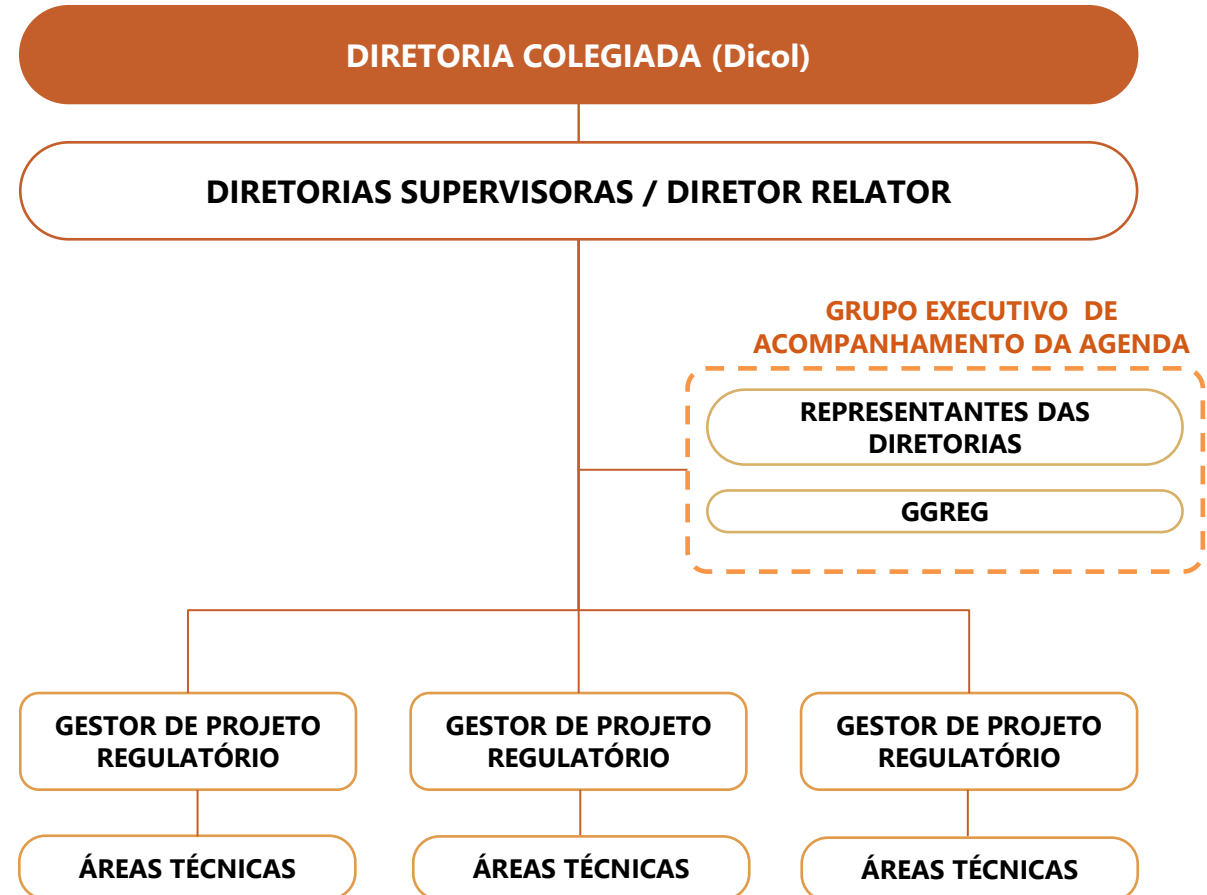 DIRETORIA COLEGIADA (Dicol)
DIRETORIAS SUPERVISORAS / DIRETOR RELATOR
GRUPO EXECUTIVO DE
ACOMPANHAMENTO DA AGENDA
REPRESENTANTES DAS
DIRETORIAS
GGREG
GESTOR DE PROJETO
REGULATÓRIO
GESTOR DE PROJETO
REGULATÓRIO
GESTOR DE PROJETO
REGULATÓRIO
ÁREAS TÉCNICAS
ÁREAS TÉCNICAS
ÁREAS TÉCNICAS